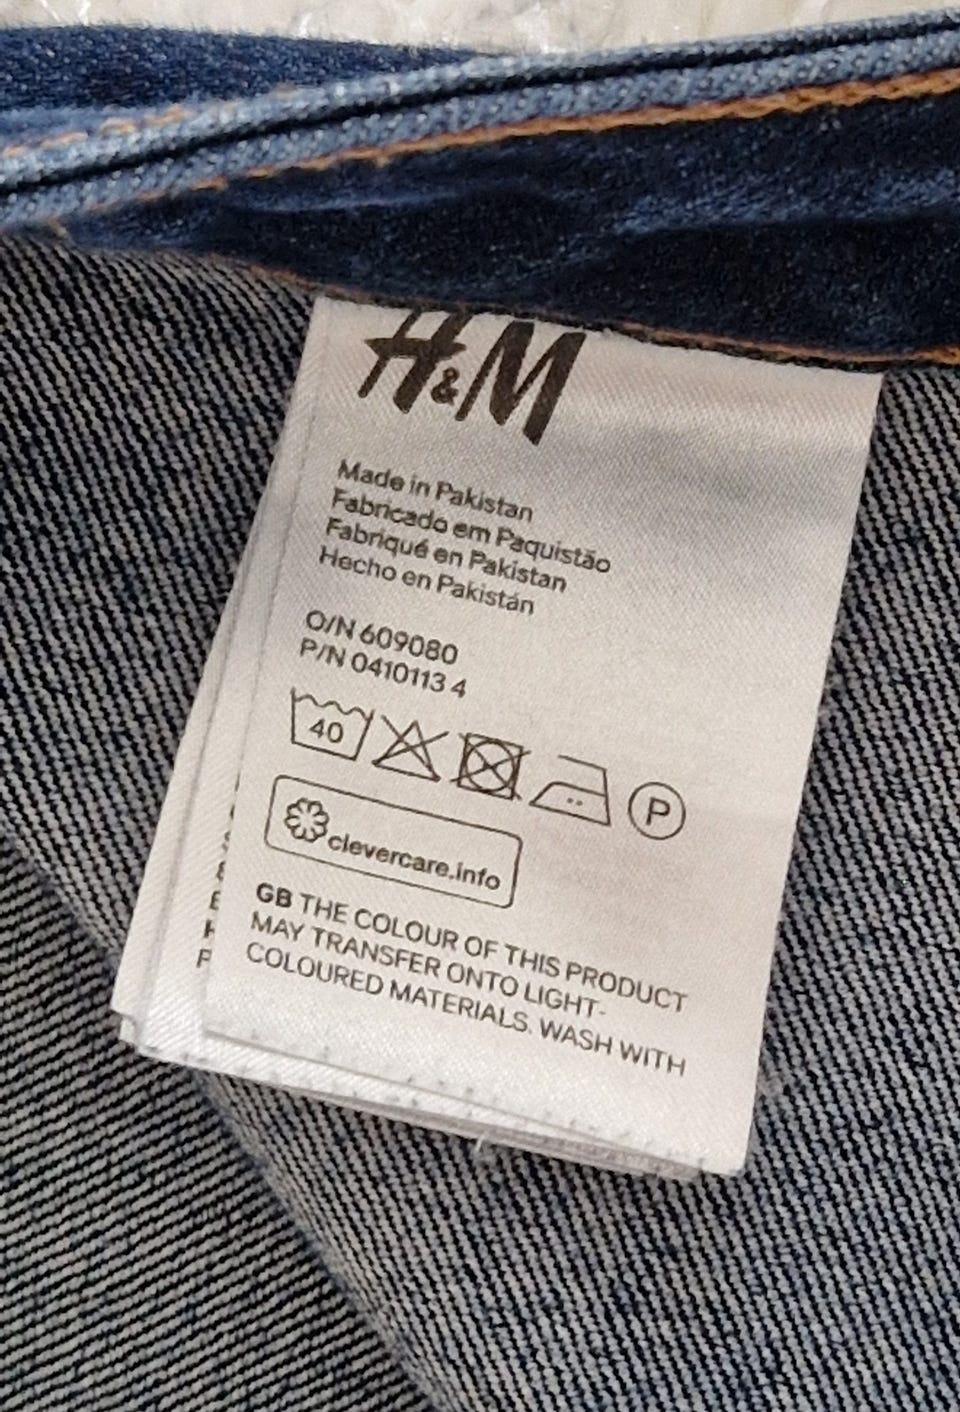 H&M
Made in Pakistan
Fabricado em Paquistão
Fabriqué en Pakistan
Hecho en Pakistán
O/N 609080
P/N 0410113 4
40
P
clevercare.info
GB THE COLOUR OF THIS PRODUCT
MAY TRANSFER ONTO LIGHT-
COLOURED MATERIALS. WASH WITH